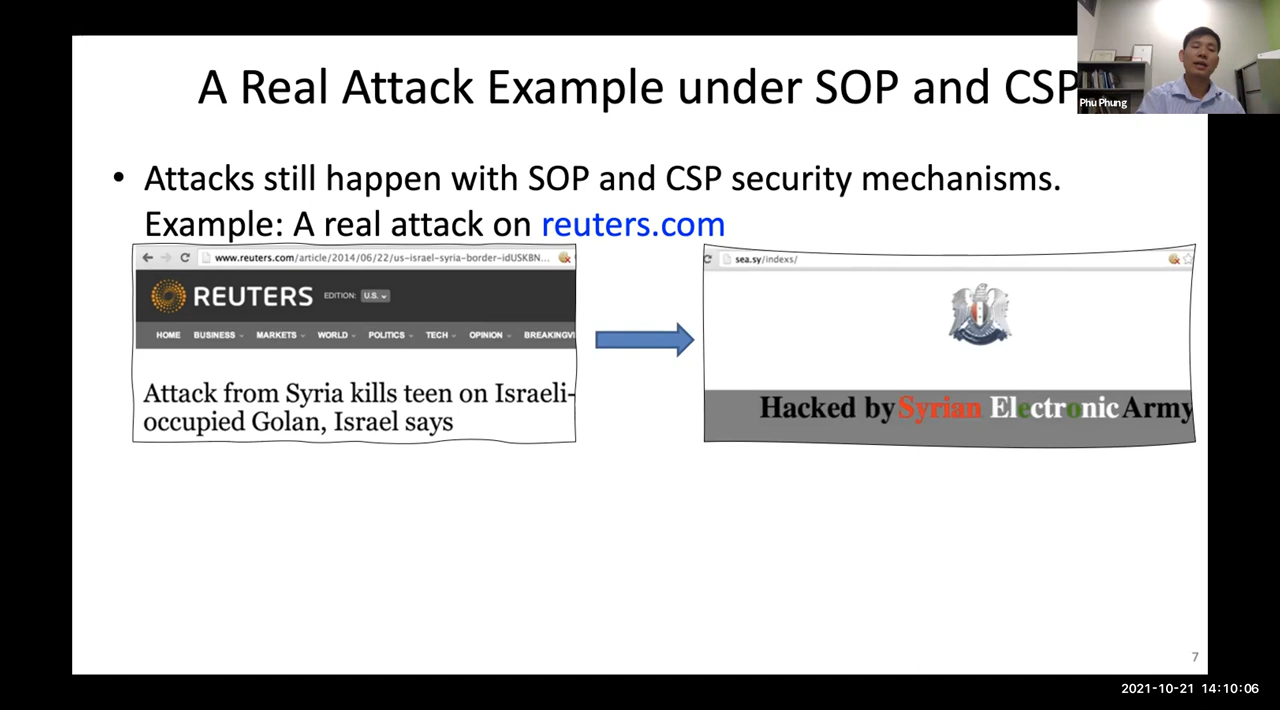 A Real Attack Example under SOP and CSP
Phu Phung
• Attacks still happen with SOP and CSP security mechanisms.
Example: A real attack on reuters.com
www.reuters.com/article/2014/06/22/us-israel-syria-border-idUSKBN...
REUTERS EDITION: U.S.
HOME BUSINESS MARKETS WORLD POLITICS TECH OPINION BREAKINGVI
Attack from Syria kills teen on Israeli-
occupied Golan, Israel says
sea.sy/indexs/
Hacked by Syrian Electronic Army
7
2021-10-21 14:10:06